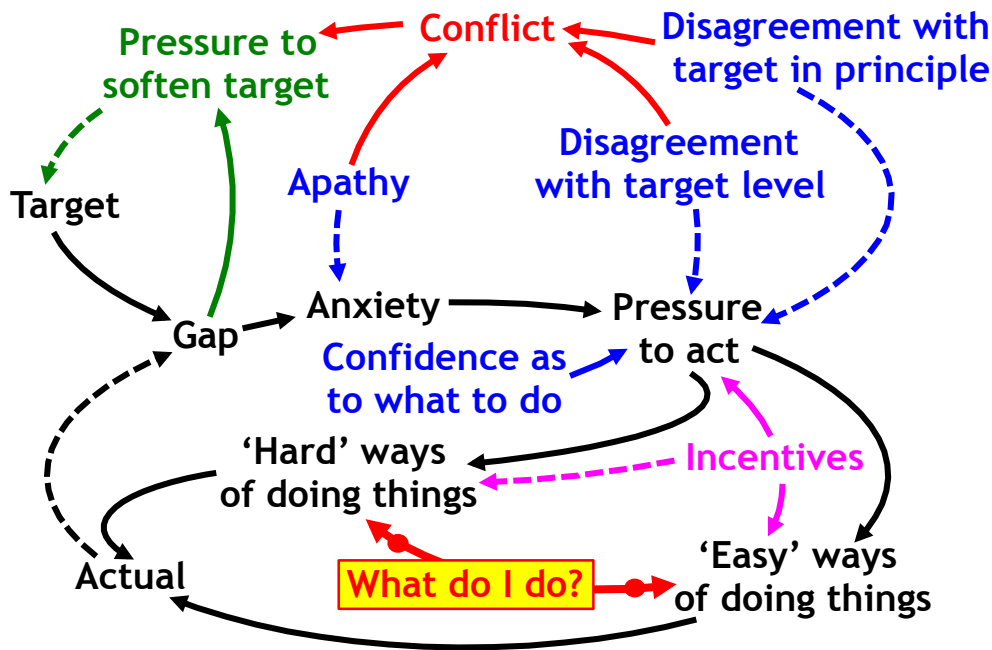 Conflict
Disagreement with
target in principle
Pressure to
soften target
Disagreement
with target level
Apathy
Target
Anxiety
Pressure
to act
Gap
Confidence as
to what to do
‘Hard’ ways
of doing things
Incentives
‘Easy’ ways
of doing things
Actual
What do I do?